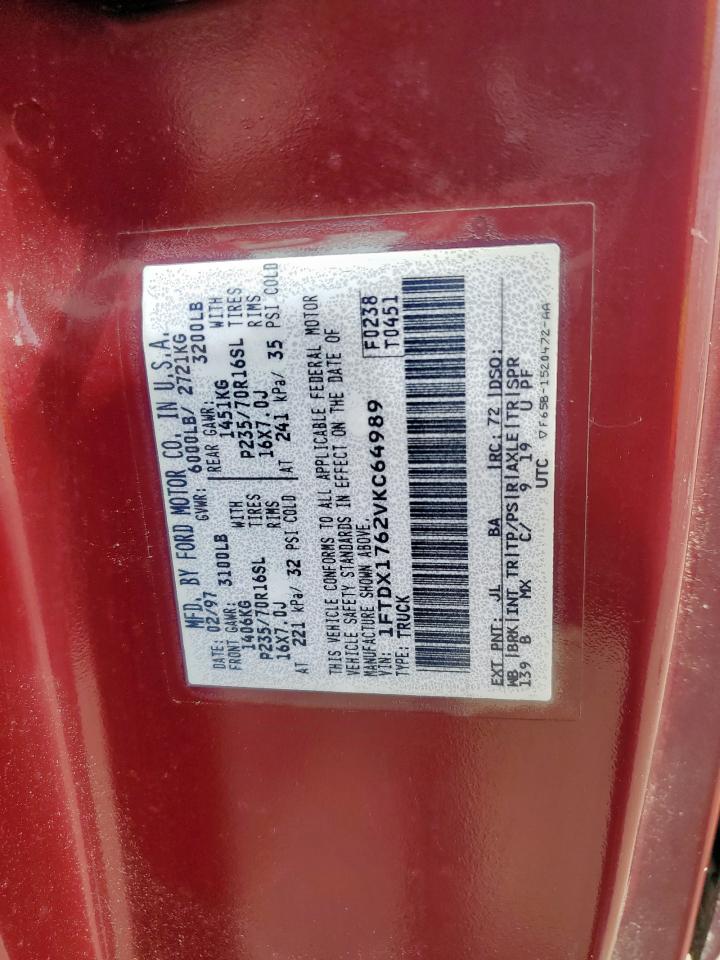 MFD. BY FORD MOTOR CO. IN U.S.A.
DATE: 02/97 GVWR: 6000LB/ 2721KG
FRONT GAWR: 3100LB REAR GAWR: 3200LB
1406KG WITH 1451KG WITH
P235/70R16SL TIRES P235/70R16SL TIRES
16X7.0J RIMS 16X7.0J RIMS
AT 221 kPa/ 32 PSI COLD AT 241 kPa/ 35 PSI COLD
THIS VEHICLE CONFORMS TO ALL APPLICABLE FEDERAL MOTOR
VEHICLE SAFETY STANDARDS IN EFFECT ON THE DATE OF
MANUFACTURE SHOWN ABOVE.
VIN: 1FTDX1762VKC64989 F0238
TYPE: TRUCK T0451
EXT PNT: JL BA RC: 72 DSO:
WB BRK INT TR TP/PS R AXLE TR SPR
139 B MX C/ 9 19 U PF
UTC ▽F65B-1520472-AA